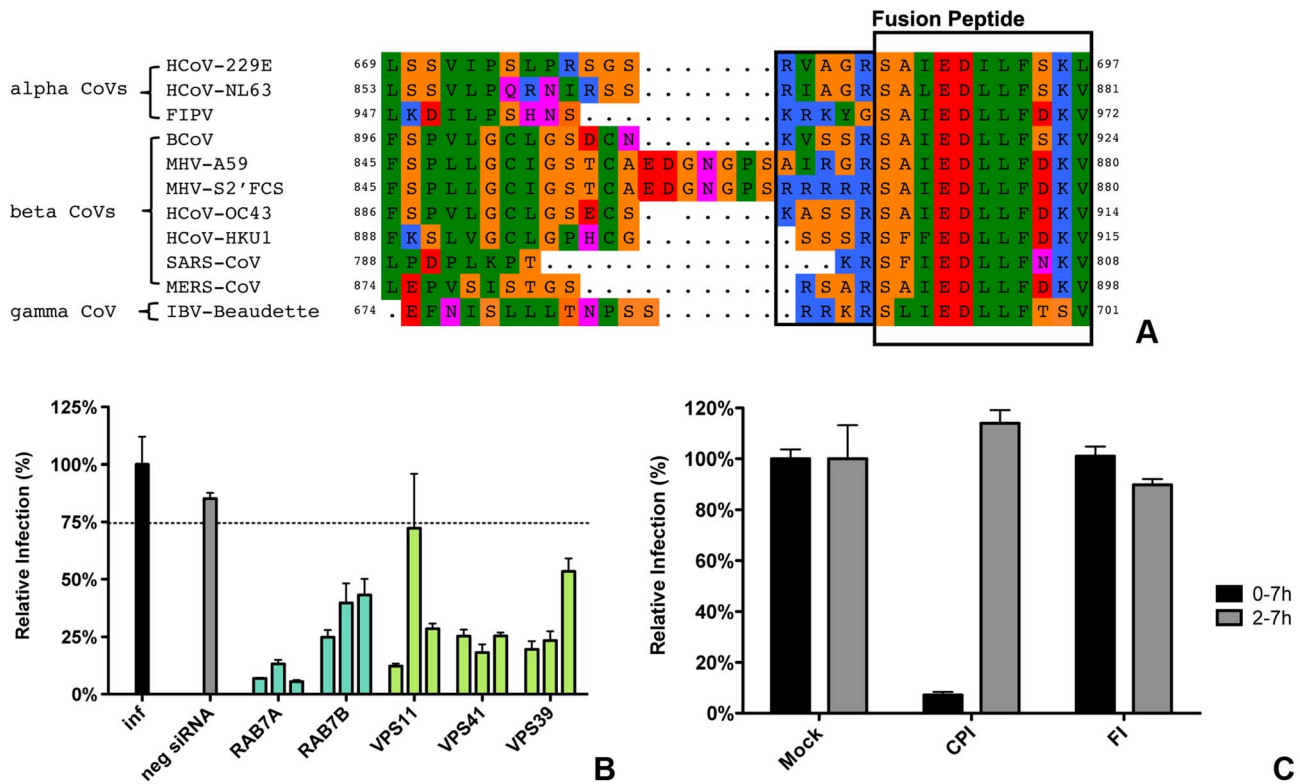 Fusion Peptide
HCoV-229E 669 L S S V I P S L P R S G S . . . . . . . R V A G R S A I E D I L F S K L 697
alpha CoVs HCoV-NL63 853 L S S V L P Q R N I R S S . . . . . . . R I A G R S A L E D L L F S K V 881
FIPV 947 L K D I L P S H N S . . . . . . . . . . K R K Y G S A I E D L L F D K V 972
BCoV 896 F S P V L G C L G S D C N . . . . . . . K V S S R S A I E D L L F S K V 924
MHV-A59 845 F S P L L G C I G S T C A E D G N G P S A I R G R S A I E D L L F D K V 880
MHV-S2'FCS 845 F S P L L G C I G S T C A E D G N G P S R R R R R S A I E D L L F D K V 880
beta CoVs HCoV-OC43 886 F S P V L G C L G S E C S . . . . . . . K A S S R S A I E D L L F D K V 914
HCoV-HKU1 888 F K S L V G C L G P H C G . . . . . . . . S S S R S F F E D L L F D K V 915
SARS-CoV 788 L P D P L K P T . . . . . . . . . . . . . . . K R S F I E D L L F N K V 808
MERS-CoV 874 L E P V S I S T G S . . . . . . . . . . . R S A R S A I E D L L F D K V 898
gamma CoV IBV-Beaudette 674 . E F N I S L L L T N P S S . . . . . . . R R K R S L I E D L L F T S V 701
A
Relative Infection (%)
125%
100%
75%
50%
25%
0%
inf
neg siRNA
RAB7A
RAB7B
VPS11
VPS41
VPS39
B
Relative Infection (%)
120%
100%
80%
60%
40%
20%
0%
Mock
CPI
FI
0-7h
2-7h
C